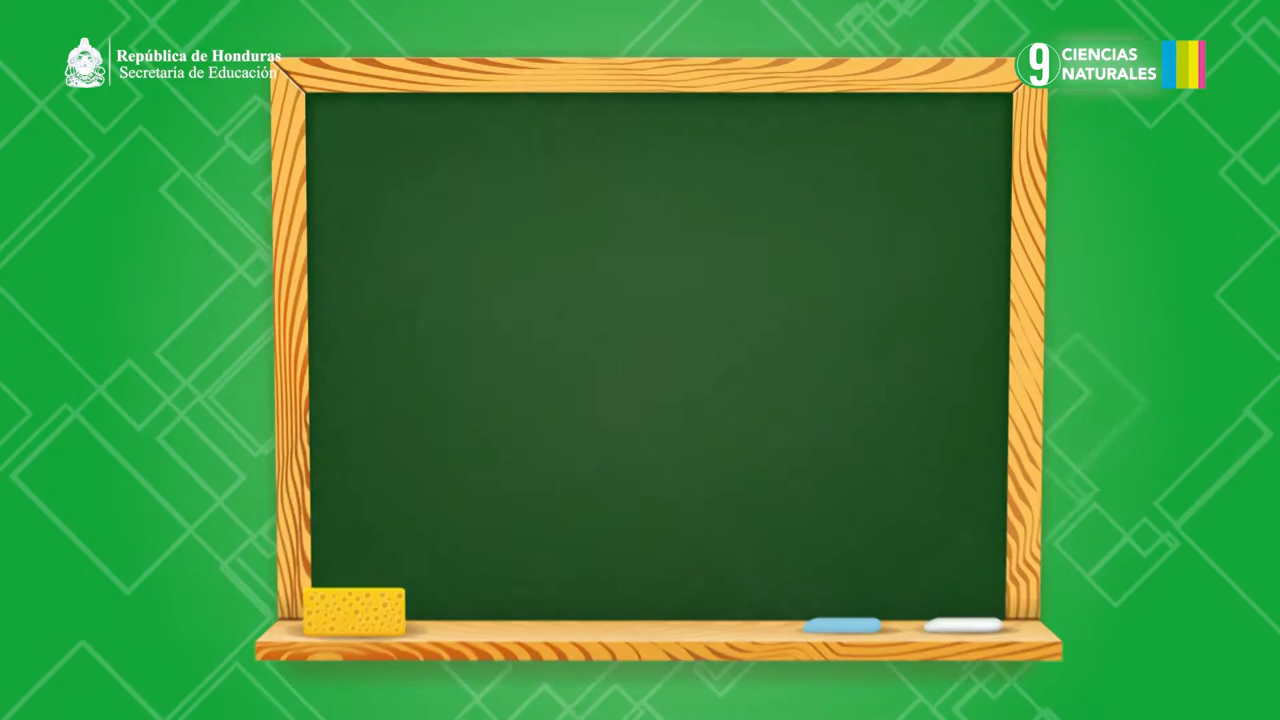 República de Honduras
Secretaría de Educación
9 CIENCIAS
NATURALES